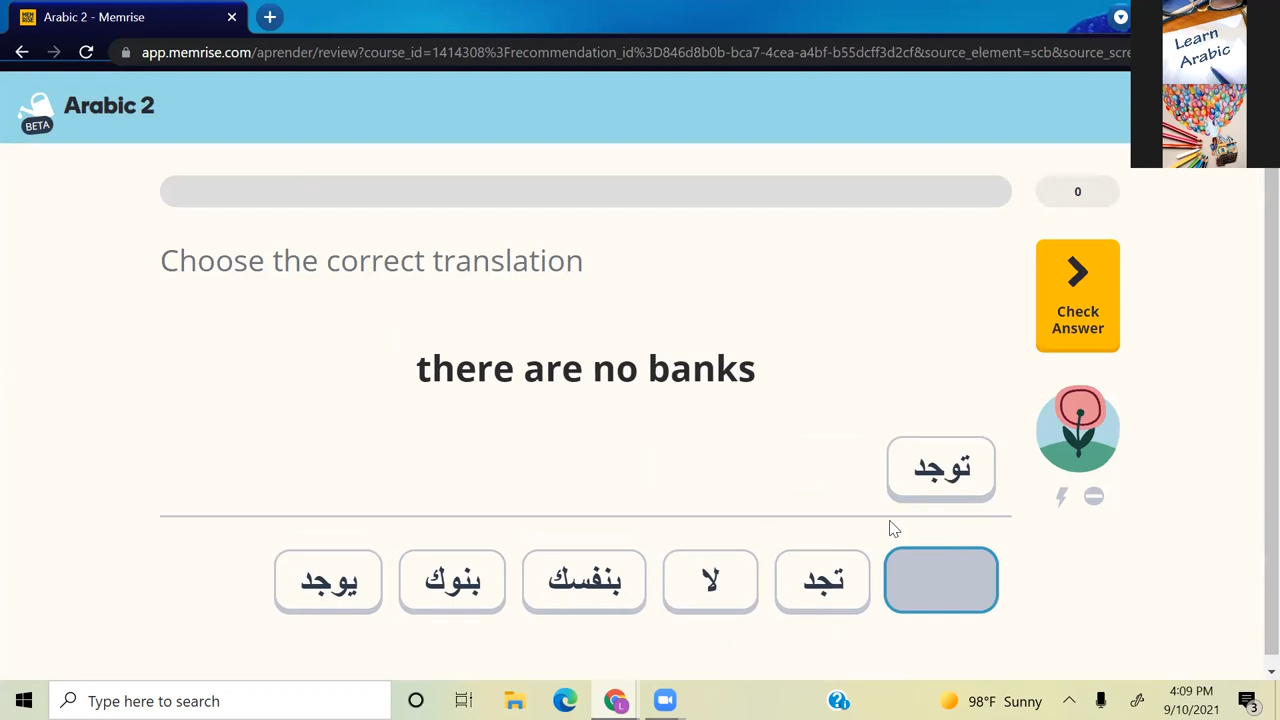 Arabic 2 - Memrise
app.memrise.com/aprender/review?course_id=1414308%3Frecommendation_id%3D846d8b0b-bca7-4cea-a4bf-b55dcff3d2cf&source_element=scb&source_scre
Learn
Arabic
BETA
Arabic 2
0
Choose the correct translation
Check
Answer
there are no banks
توجد
تجد
لا
بنفسك
بنوك
يوجد
Type here to search
98°F Sunny
4:09 PM
9/10/2021
3